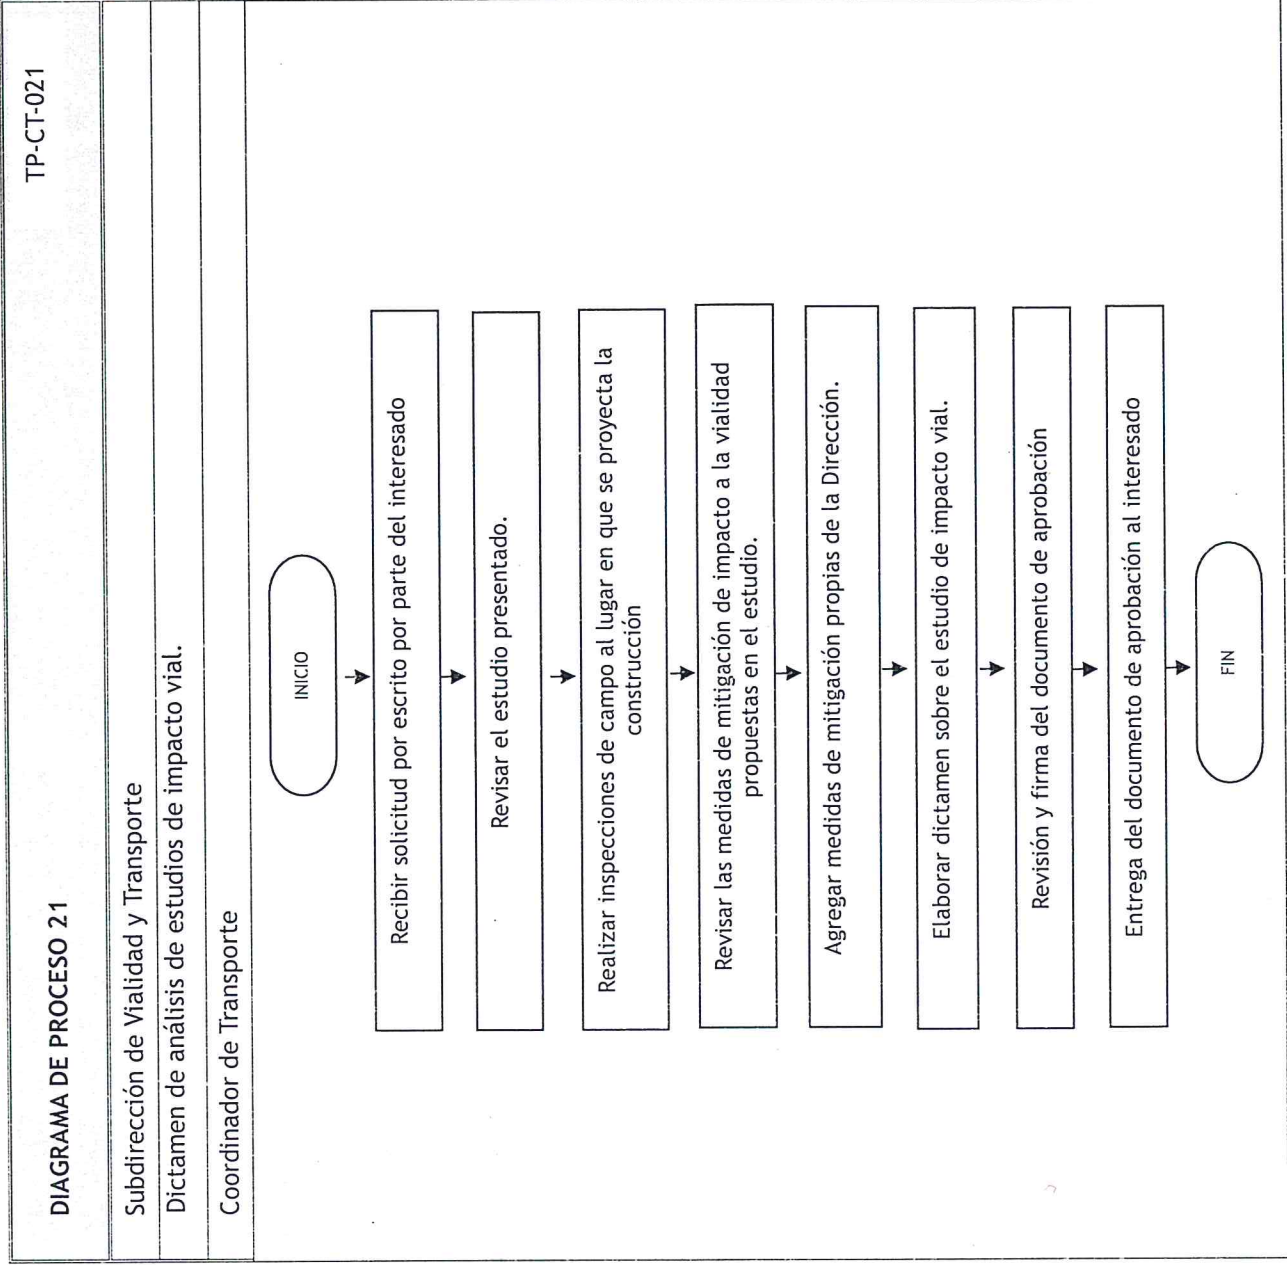 DIAGRAMA DE PROCESO 21
TP-CT-021
Subdirección de Vialidad y Transporte
Dictamen de análisis de estudios de impacto vial.
Coordinador de Transporte
INICIO
Recibir solicitud por escrito por parte del interesado
Revisar el estudio presentado.
Realizar inspecciones de campo al lugar en que se proyecta la
construcción
Revisar las medidas de mitigación de impacto a la vialidad
propuestas en el estudio.
Agregar medidas de mitigación propias de la Dirección.
Elaborar dictamen sobre el estudio de impacto vial.
Revisión y firma del documento de aprobación
Entrega del documento de aprobación al interesado
FIN